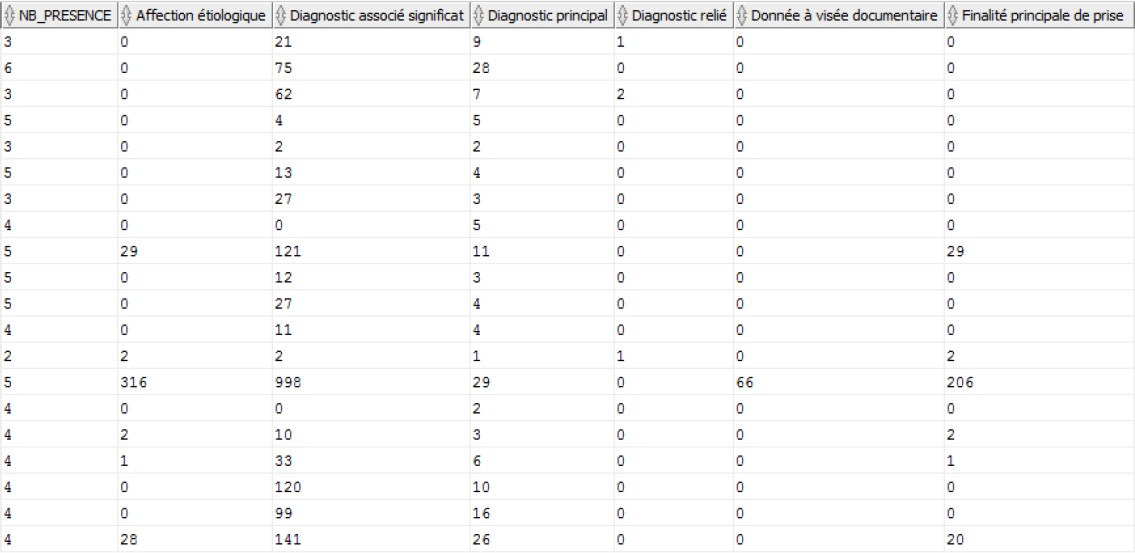 NB_PRESENCE Affection étiologique Diagnostic associé significat Diagnostic principal Diagnostic relié Donnée à visée documentaire Finalité principale de prise
3 0 21 9 1 0 0
6 0 75 28 0 0 0
3 0 62 7 2 0 0
5 0 4 5 0 0 0
3 0 2 2 0 0 0
5 0 13 4 0 0 0
3 0 27 3 0 0 0
4 0 0 5 0 0 0
5 29 121 11 0 0 29
5 0 12 3 0 0 0
5 0 27 4 0 0 0
4 0 11 4 0 0 0
2 2 2 1 1 0 2
5 316 998 29 0 66 206
4 0 0 2 0 0 0
4 2 10 3 0 0 2
4 1 33 6 0 0 1
4 0 120 10 0 0 0
4 0 99 16 0 0 0
4 28 141 26 0 0 20